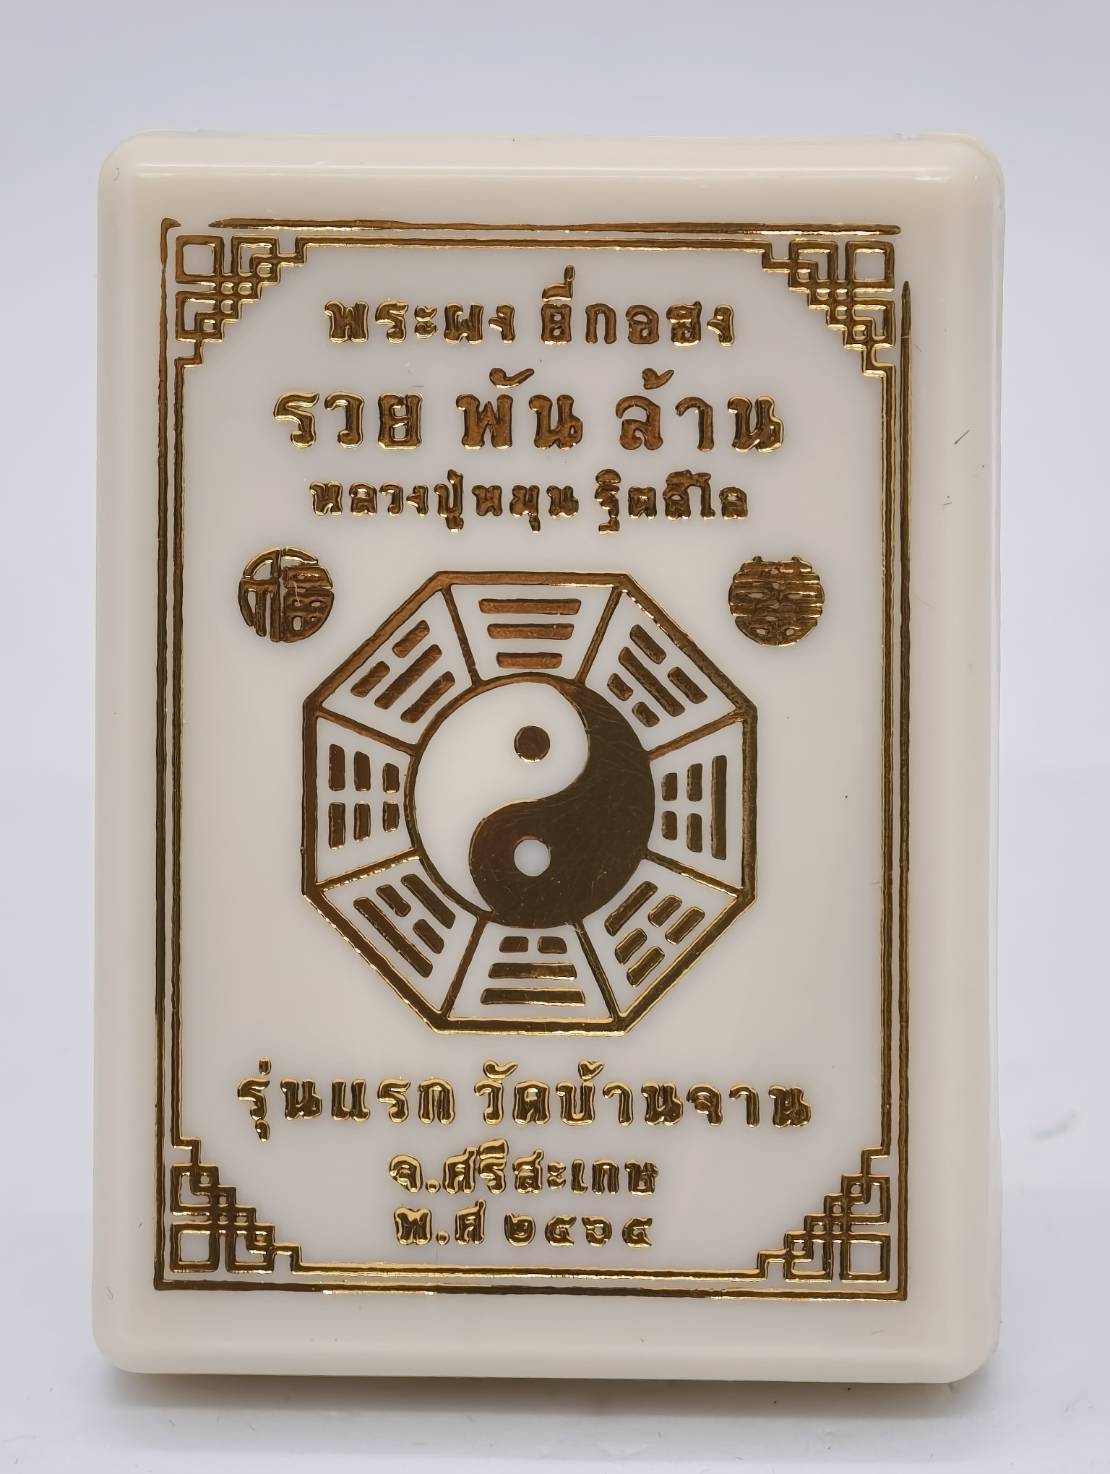 พระผง ยี่กอฮง
รวย พัน ล้าน
หลวงปู่หมุน ฐิตสีโล
福
รุ่นแรก วัดบ้านจาน
จ.ศรีสะเกษ
พ.ศ ๒๕๖๕